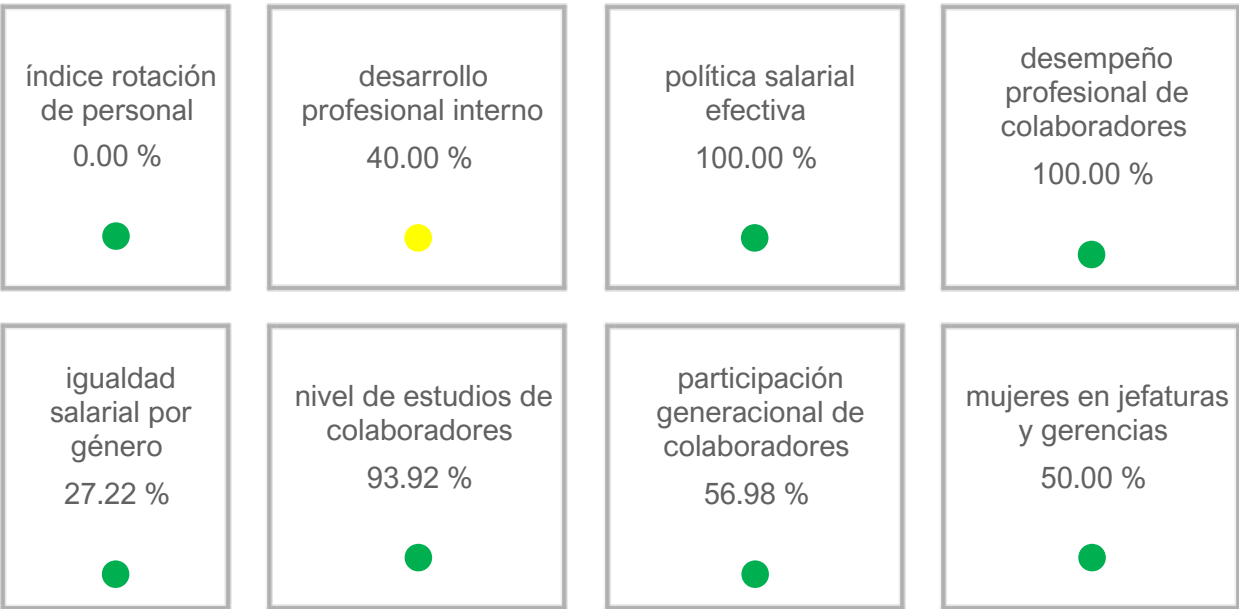 índice rotación
de personal
0.00 %
desarrollo
profesional interno
40.00 %
política salarial
efectiva
100.00 %
desempeño
profesional de
colaboradores
100.00 %
igualdad
salarial por
género
27.22 %
nivel de estudios de
colaboradores
93.92 %
participación
generacional de
colaboradores
56.98 %
mujeres en jefaturas
y gerencias
50.00 %